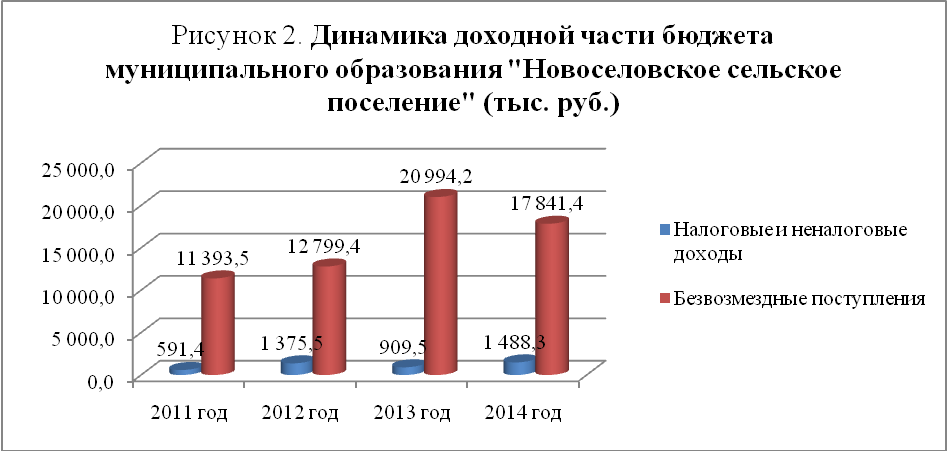 Рисунок 2. Динамика доходной части бюджета
муниципального образования "Новоселовское сельское
поселение" (тыс. руб.)
25 000,0
20 000,0
15 000,0
10 000,0
5 000,0
0,0
591,4
11 393,5
1 375,5
12 799,4
909,5
20 994,2
1 488,3
17 841,4
2011 год
2012 год
2013 год
2014 год
Налоговые и неналоговые
доходы
Безвозмездные поступления